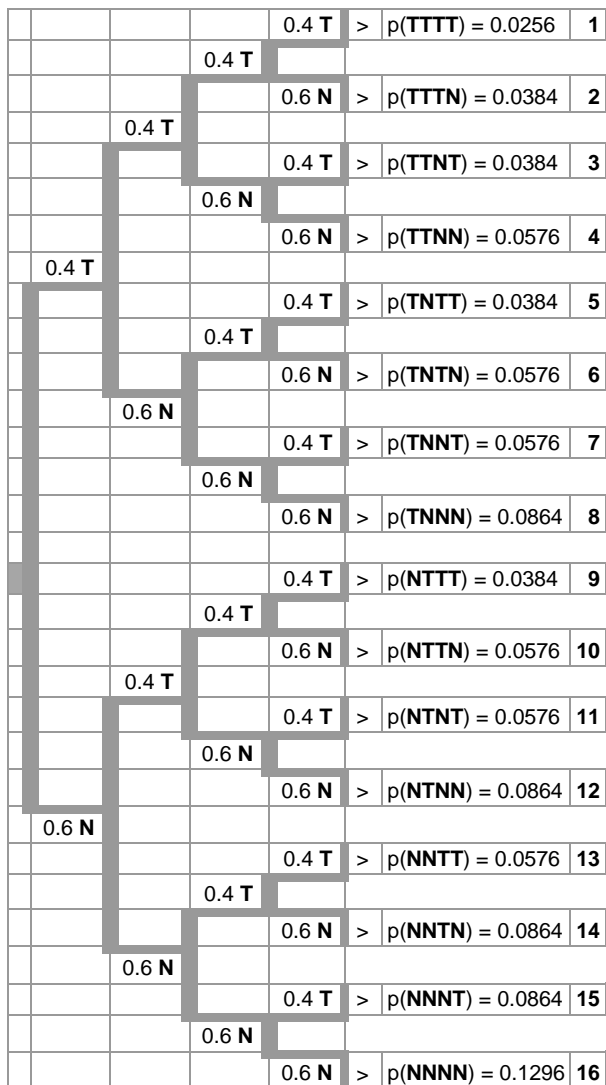 0.4 T > p(TTTT) = 0.0256 1
0.4 T
0.6 N > p(TTTN) = 0.0384 2
0.4 T
0.4 T > p(TTNT) = 0.0384 3
0.6 N
0.6 N > p(TTNN) = 0.0576 4
0.4 T
0.4 T > p(TNTT) = 0.0384 5
0.4 T
0.6 N > p(TNTN) = 0.0576 6
0.6 N
0.4 T > p(TNNT) = 0.0576 7
0.6 N
0.6 N > p(TNNN) = 0.0864 8
0.4 T > p(NTTT) = 0.0384 9
0.4 T
0.6 N > p(NTTN) = 0.0576 10
0.4 T
0.4 T > p(NTNT) = 0.0576 11
0.6 N
0.6 N > p(NTNN) = 0.0864 12
0.6 N
0.4 T > p(NNTT) = 0.0576 13
0.4 T
0.6 N > p(NNTN) = 0.0864 14
0.6 N
0.4 T > p(NNNT) = 0.0864 15
0.6 N
0.6 N > p(NNNN) = 0.1296 16